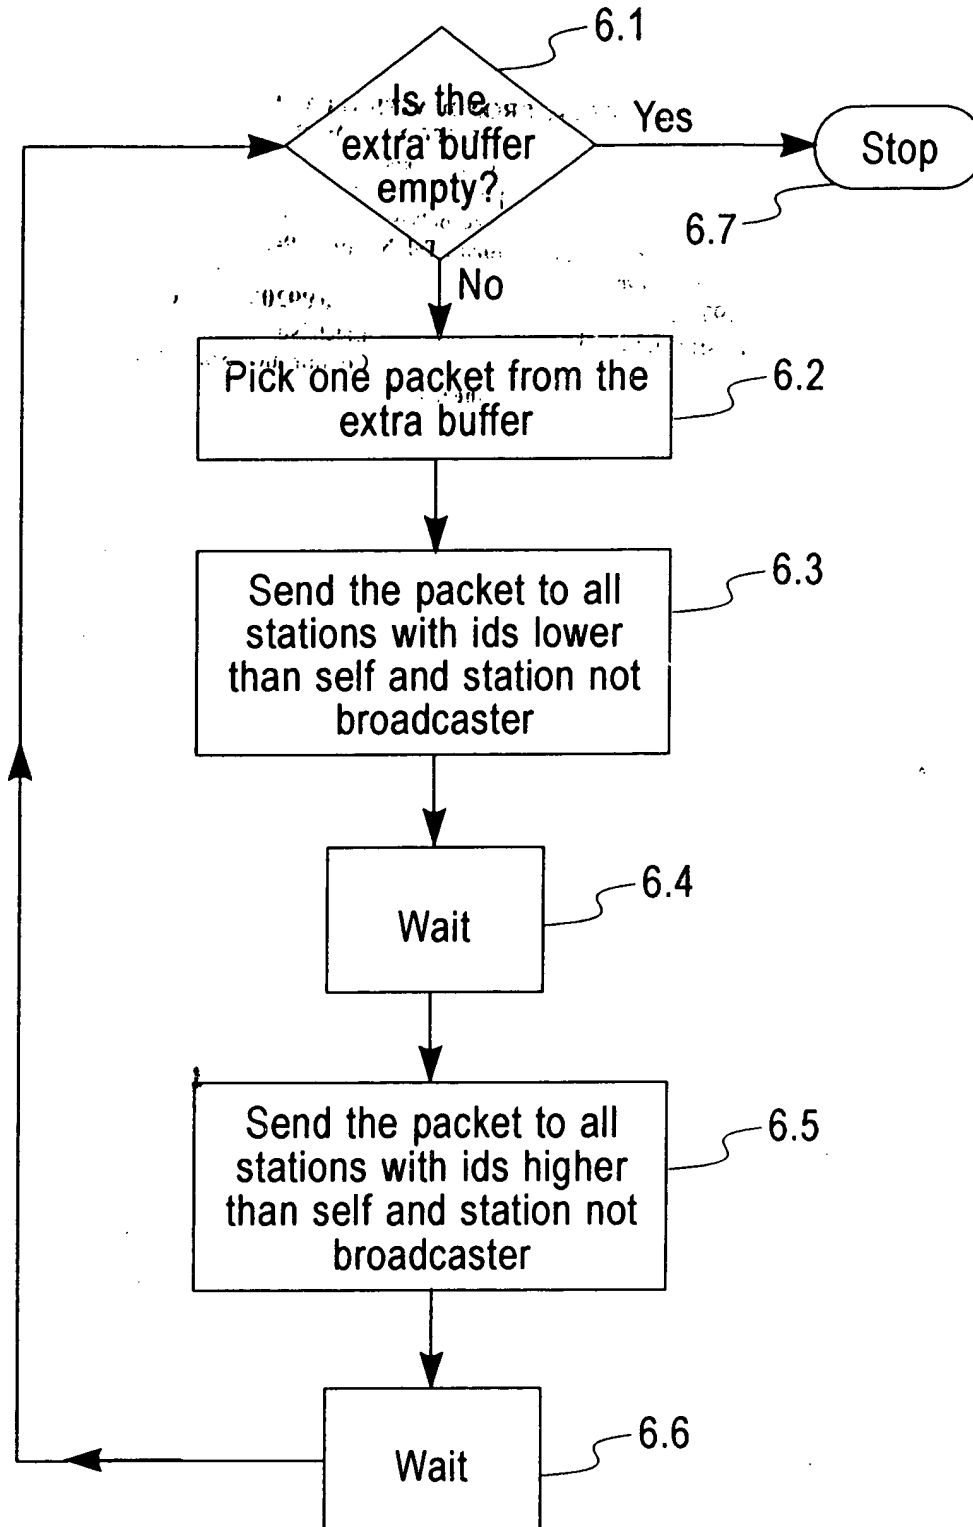 6.1
Is the
extra buffer
empty?
Yes
Stop
6.7
No
Pick one packet from the
extra buffer
6.2
Send the packet to all
stations with ids lower
than self and station not
broadcaster
6.3
Wait
6.4
Send the packet to all
stations with ids higher
than self and station not
broadcaster
6.5
Wait
6.6